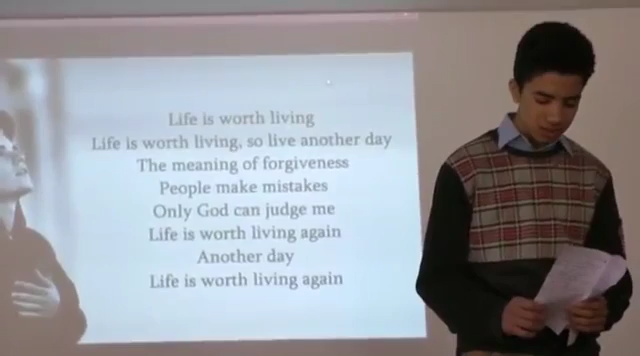 Life is worth living
Life is worth living, so live another day
The meaning of forgiveness
People make mistakes
Only God can judge me
Life is worth living again
Another day
Life is worth living again